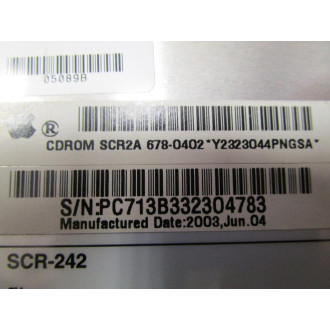 05089B
®
CDROM SCR2A 678-0402*Y2323044PNGSA*
S/N:PC713B332304783
Manufactured Date:2003,Jun.04
SCR-242